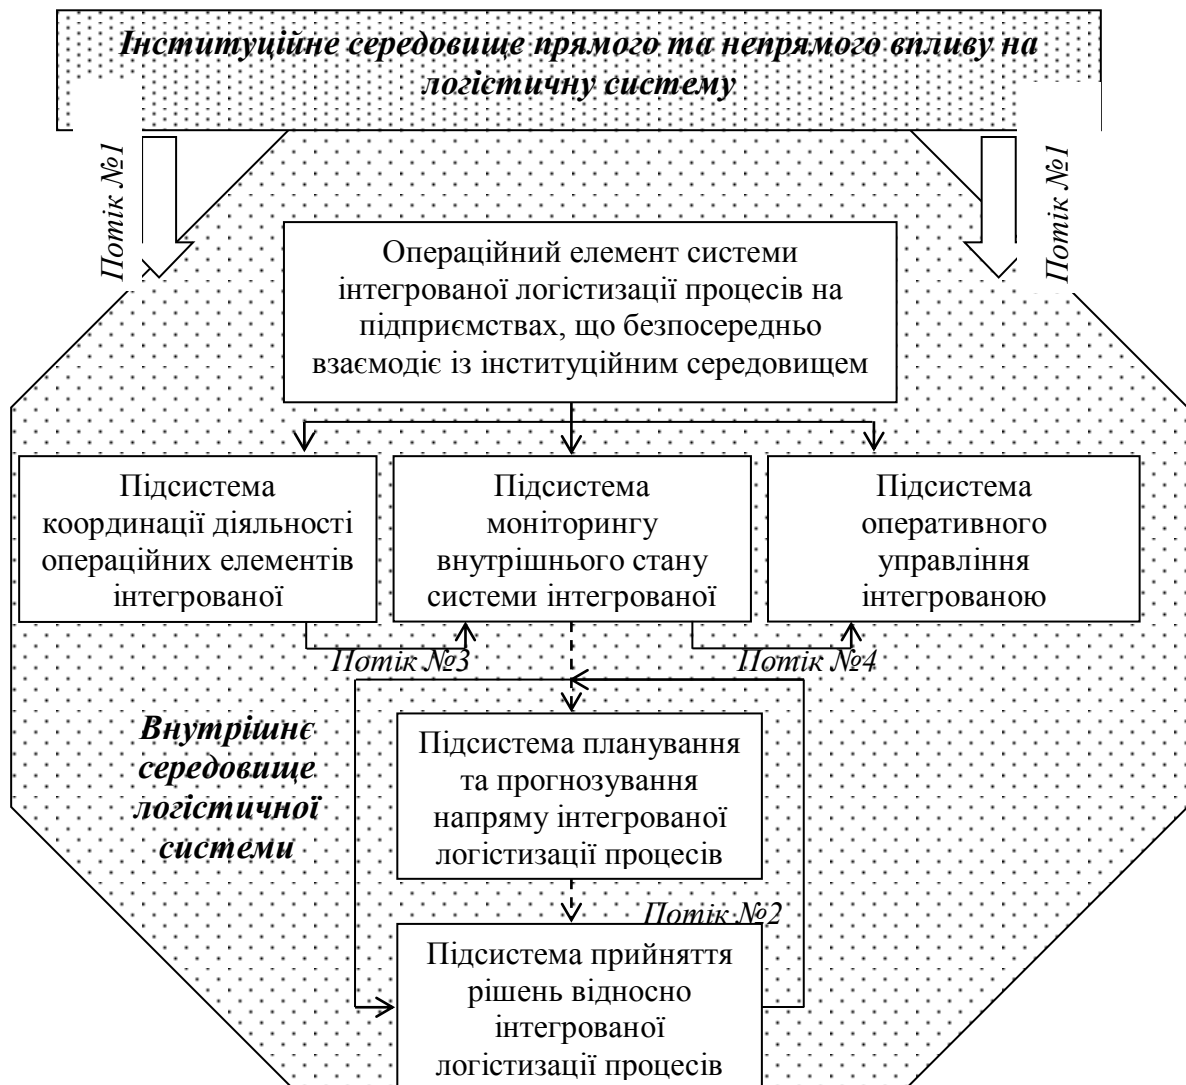 Інституційне середовище прямого та непрямого впливу на
логістичну систему
Потік №1
Потік №1
Операційний елемент системи
інтегрованої логістизації процесів на
підприємствах, що безпосередньо
взаємодіє із інституційним середовищем
Підсистема
координації діяльності
операційних елементів
інтегрованої
Підсистема
моніторингу
внутрішнього стану
системи інтегрованої
Підсистема
оперативного
управління
інтегрованою
Потік №3
Потік №4
Внутрішнє
середовище
логістичної
системи
Підсистема планування
та прогнозування
напряму інтегрованої
логістизації процесів
Потік №2
Підсистема прийняття
рішень відносно
інтегрованої
логістизації процесів